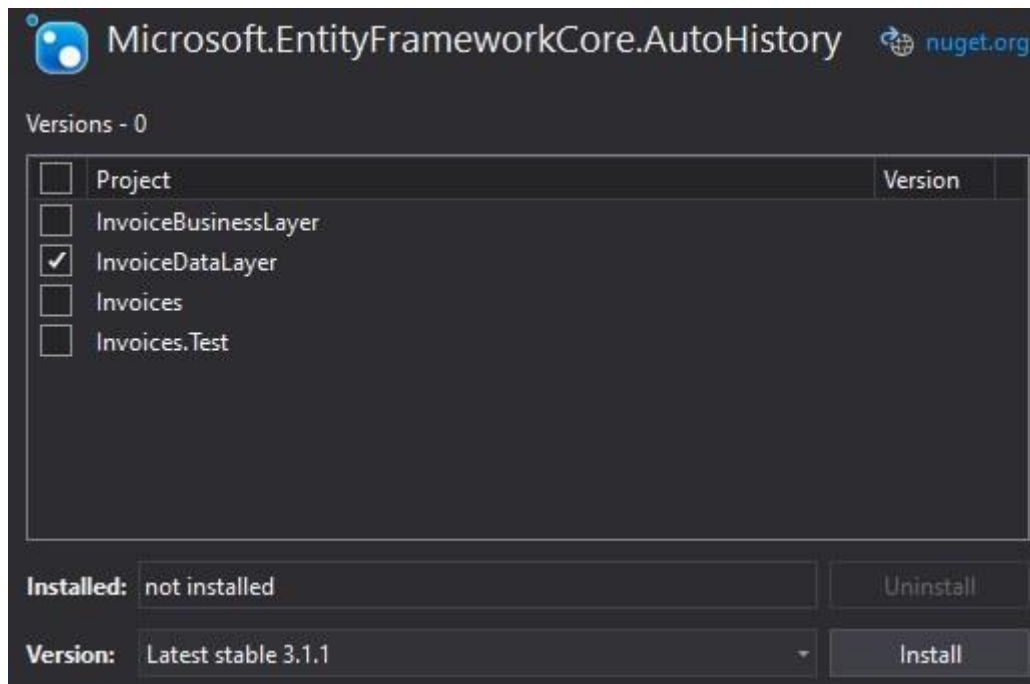 Microsoft.EntityFrameworkCore.AutoHistory nuget.org
Versions - 0
Project Version
InvoiceBusinessLayer
InvoiceDataLayer
Invoices
Invoices.Test
Installed: not installed Uninstall
Version: Latest stable 3.1.1 Install